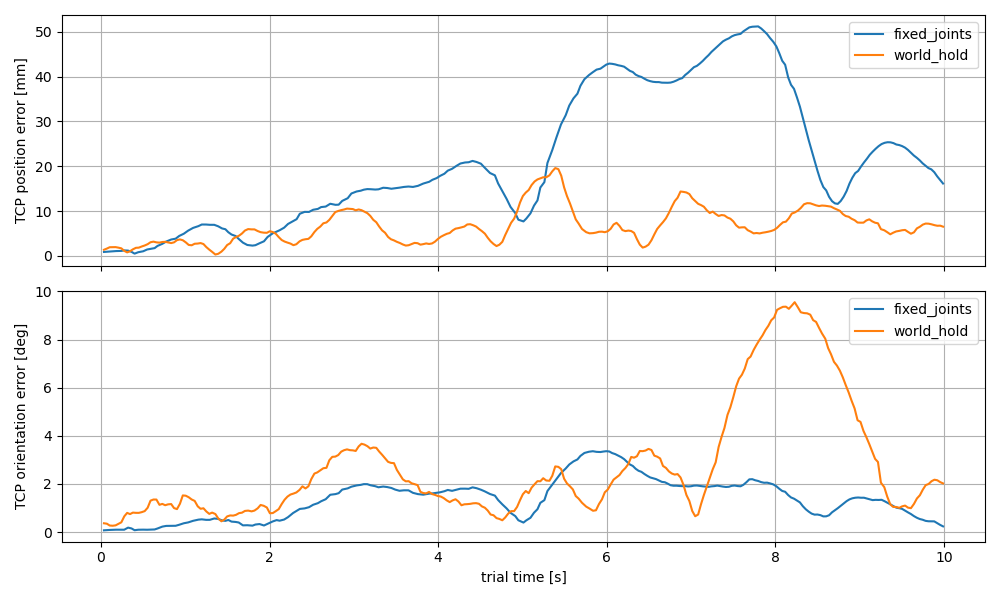 TCP position error [mm]
50
40
30
20
10
0
fixed_joints
world_hold
TCP orientation error [deg]
10
8
6
4
2
0
fixed_joints
world_hold
0 2 4 6 8 10
trial time [s]